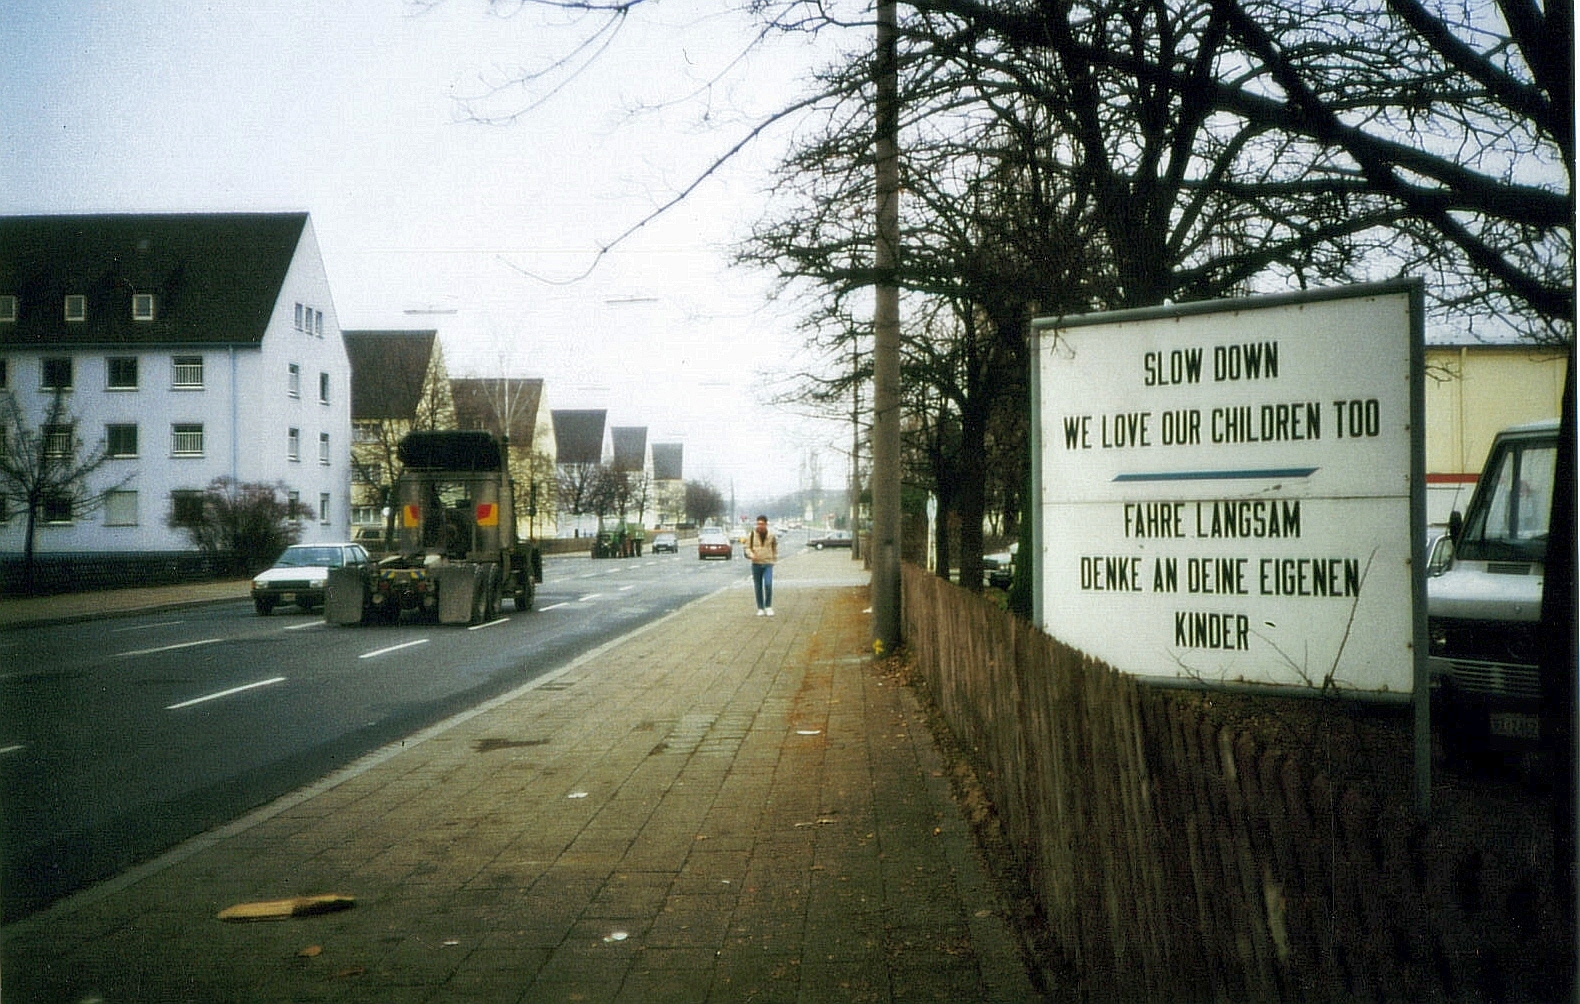 SLOW DOWN
WE LOVE OUR CHILDREN TOO
FAHRE LANGSAM
DENKE AN DEINE EIGENEN
KINDER